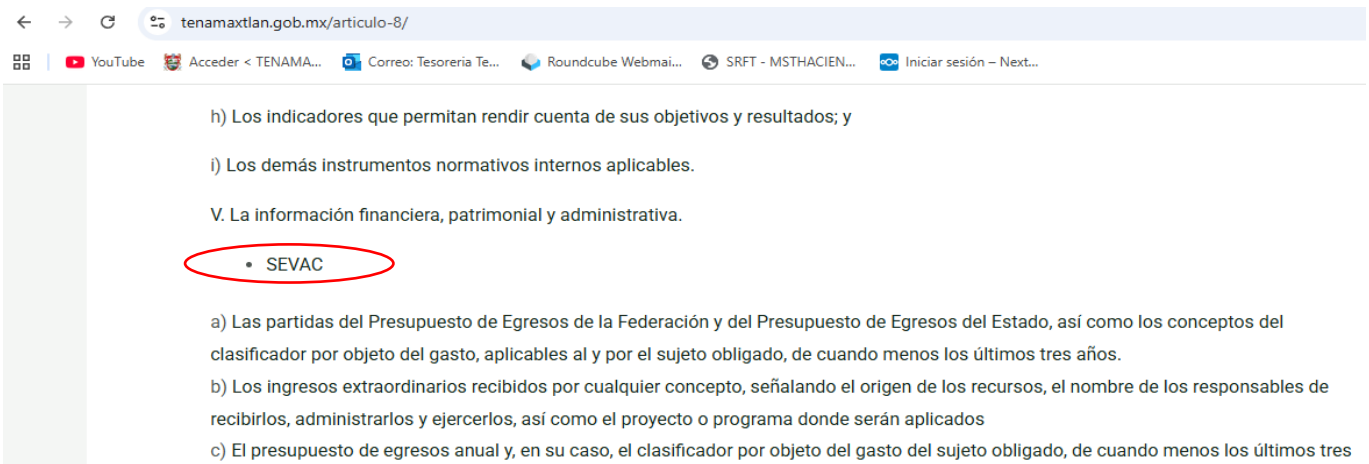 tenamaxtlan.gob.mx/articulo-8/
YouTube Acceder < TENAMA... Correo: Tesoreria Te... Roundcube Webmai... SRFT - MSTHACIEN... Iniciar sesión – Next...
h) Los indicadores que permitan rendir cuenta de sus objetivos y resultados; y
i) Los demás instrumentos normativos internos aplicables.
V. La información financiera, patrimonial y administrativa.
• SEVAC
a) Las partidas del Presupuesto de Egresos de la Federación y del Presupuesto de Egresos del Estado, así como los conceptos del
clasificador por objeto del gasto, aplicables al y por el sujeto obligado, de cuando menos los últimos tres años.
b) Los ingresos extraordinarios recibidos por cualquier concepto, señalando el origen de los recursos, el nombre de los responsables de
recibirlos, administrarlos y ejercerlos, así como el proyecto o programa donde serán aplicados
c) El presupuesto de egresos anual y, en su caso, el clasificador por objeto del gasto del sujeto obligado, de cuando menos los últimos tres